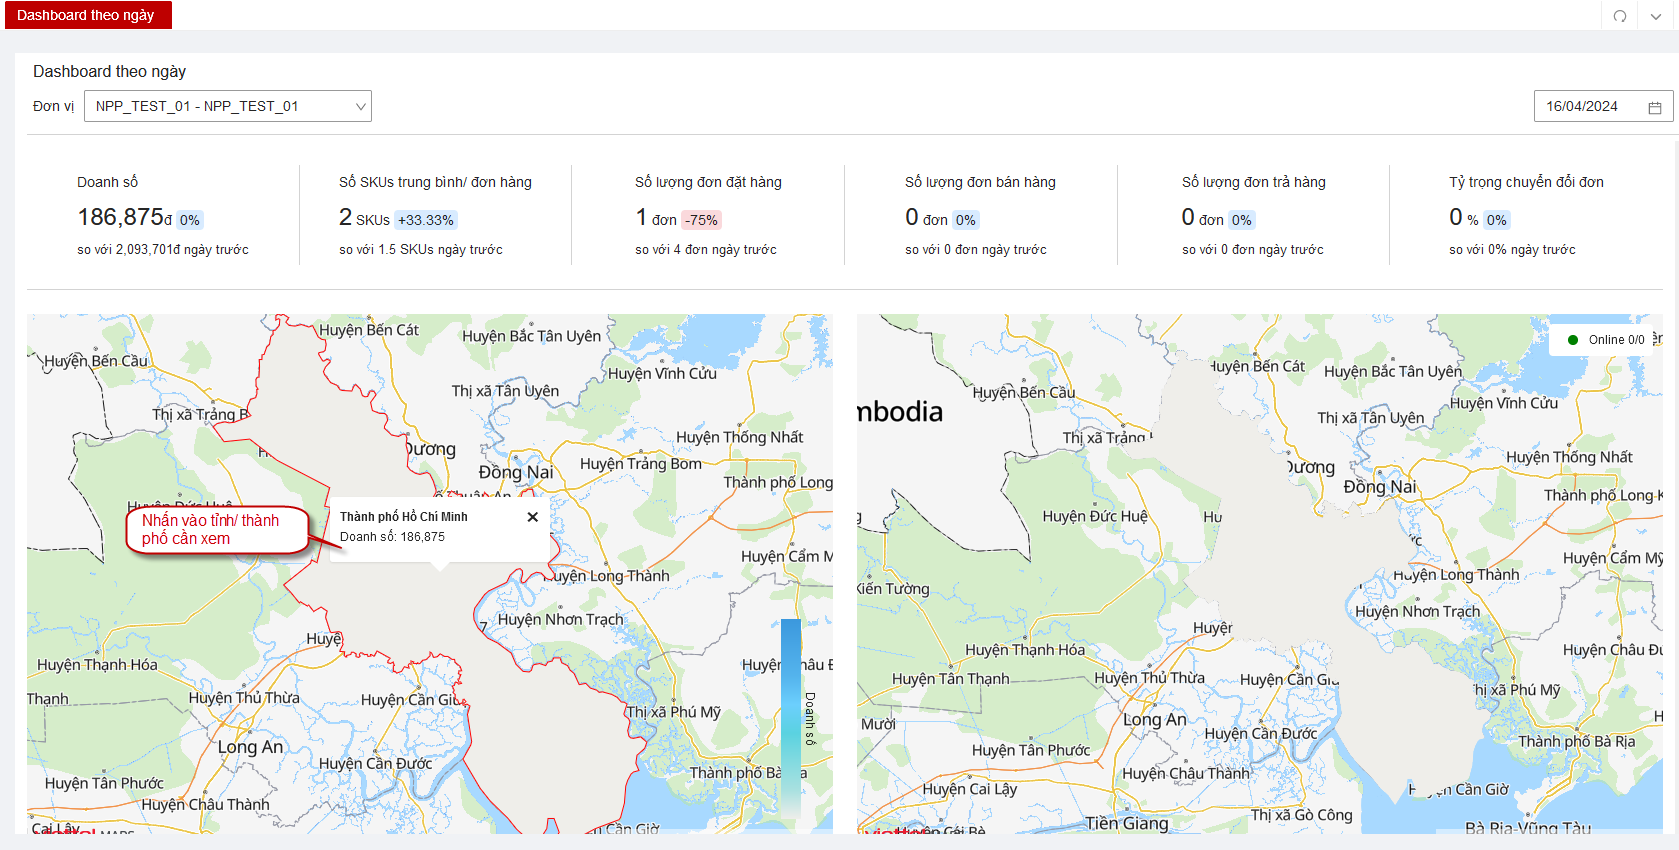 Dashboard theo ngày
Dashboard theo ngày
Đơn vị
NPP_TEST_01 - NPP_TEST_01
16/04/2024
Doanh số
186,875đ 0%
so với 2,093,701đ ngày trước
Số SKUs trung bình/ đơn hàng
2 SKUs +33.33%
so với 1.5 SKUs ngày trước
Số lượng đơn đặt hàng
1 đơn -75%
so với 4 đơn ngày trước
Số lượng đơn bán hàng
0 đơn 0%
so với 0 đơn ngày trước
Số lượng đơn trả hàng
0 đơn 0%
so với 0 đơn ngày trước
Tỷ trọng chuyển đổi đơn
0 % 0%
so với 0% ngày trước
Huyện Bến Cát
Huyện Bắc Tân Uyên
Huyện Bến Cầu
Huyện Vĩnh Cửu
Thị xã Tân Uyên
Thị xã Trảng
Dương
Huyện Thống Nhất
Đồng Nai
Huyện Trảng Bom
Thành phố Long
Huyện Đức Huệ
Nhấn vào tỉnh/ thành
phố cần xem
Thành phố Hồ Chí Minh
Doanh số: 186,875
Huyện Cẩm M
Huyện Long Thành
Huyện Nhơn Trạch
7
Huyện
Huyện Thạnh Hóa
Thạnh
Huyện Thủ Thừa
Huyện Cần
Thị xã Phú Mỹ
Doanh số
Long An
Huyện Cần Đước
Huyện Tân Phước
Thành phố Bà
Huyện Châu Thành
Cai Lậy
Cần Giờ
MAPS
Online 0/0
Huyện Bến Cát
Huyện Bắc Tân Uyên
Huyện Bến Cầu
Huyện Vĩnh Cửu
mbodia
Thị xã Tân Uyên
Thị xã Trảng
Dương
Huyện Thống Nhất
Đồng Nai
Thành phố Long K
Huyện Đức Huệ
Hu
Huyện Cẩm Mỹ
Huyện Long Thành
Kiến Tường
Huyện Nhơn Trạch
Huyện
Huyện Thạnh Hóa
Huyện Châu Đứ
Huyện Tân Thạnh
Huyện Thủ Thừa
Huyện Cần
Thị xã Phú Mỹ
Mười
Long An
Huyện Cần Đước
Thành phố Bà Rịa
Huyện Tân Phước
Huyện Châu Thành
Huyện Cai Lậy
Huyện Cần Giờ
Thị xã Gò Công
Tiền Giang
Bà Rịa-Vũng Tàu
Huyện Cái Bè